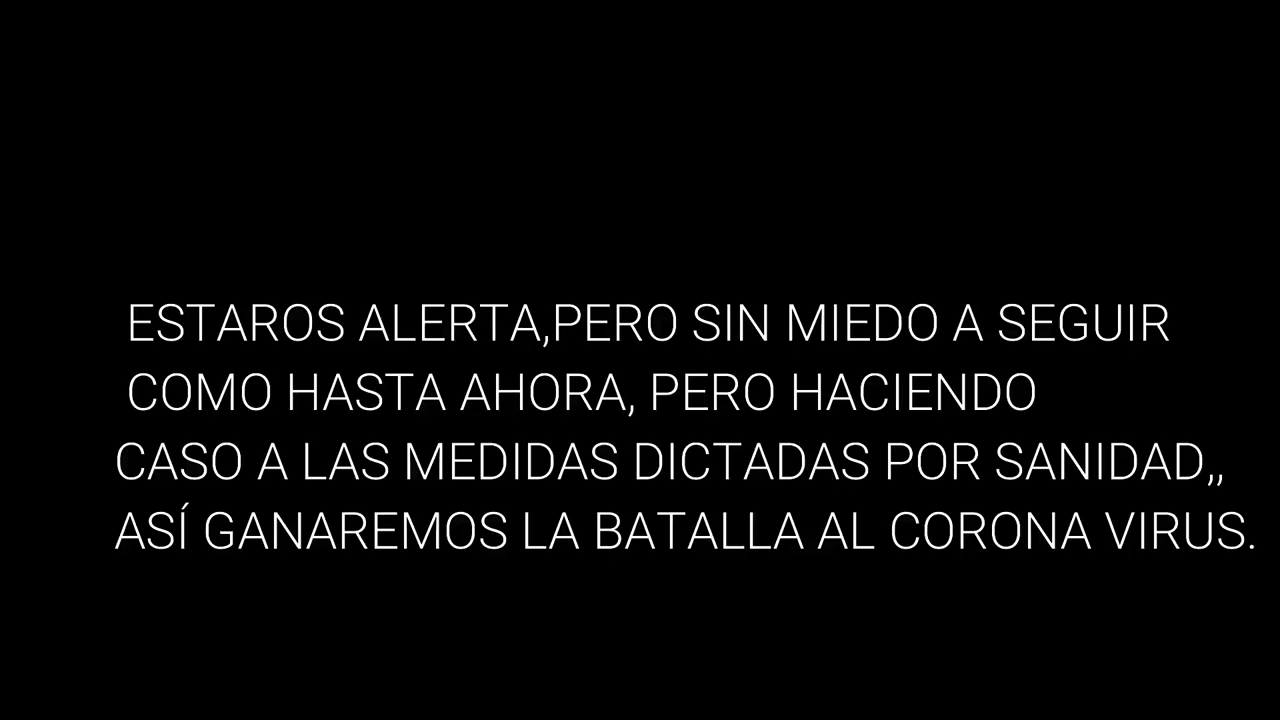 ESTAROS ALERTA,PERO SIN MIEDO A SEGUIR
COMO HASTA AHORA, PERO HACIENDO
CASO A LAS MEDIDAS DICTADAS POR SANIDAD,,
ASÍ GANAREMOS LA BATALLA AL CORONA VIRUS.